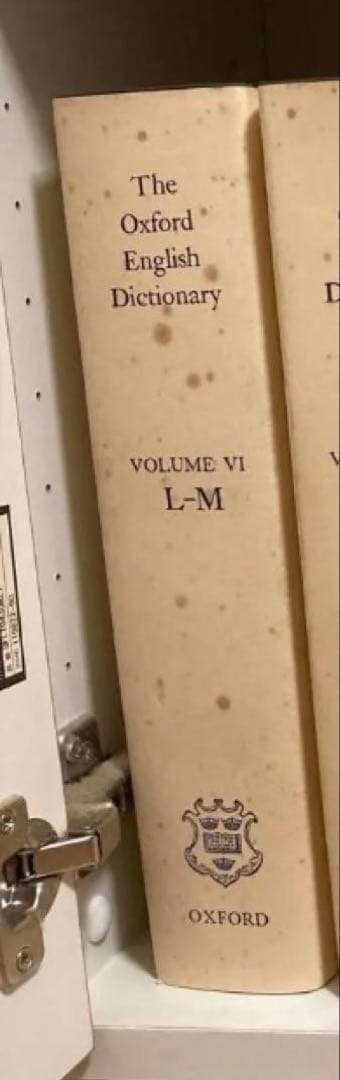 The
Oxford
English
Dictionary
VOLUME VI
L-M
OXFORD
D
V